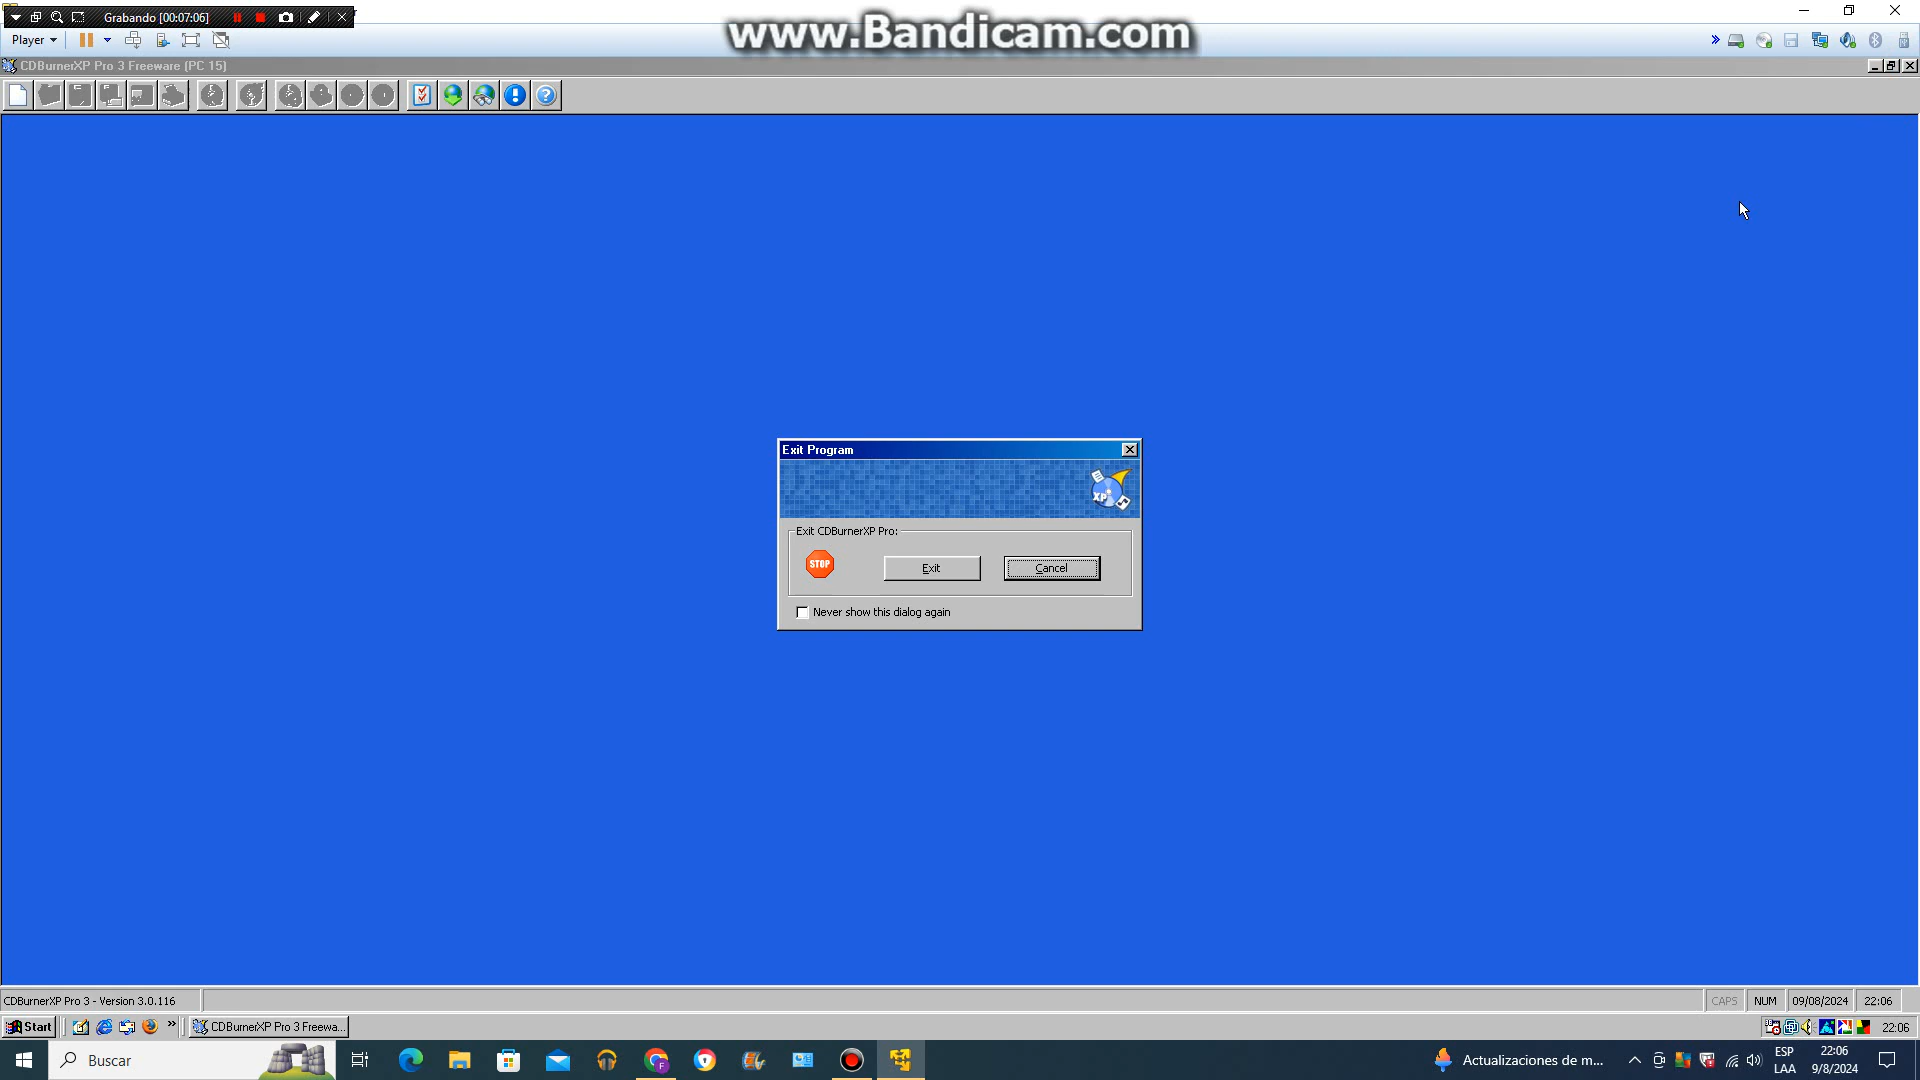 Grabando [00:07:06]
www.Bandicam.com
Player
CDBurnerXP Pro 3 Freeware [PC 15]
Exit Program
XP
Exit CDBurnerXP Pro:
STOP
Exit
Cancel
Never show this dialog again
CDBurnerXP Pro 3 - Version 3.0.116
CAPS
NUM
09/08/2024
22:06
Start
CDBurnerXP Pro 3 Freewa...
22:06
Buscar
Actualizaciones de m...
ESP
LAA
22:06
9/8/2024